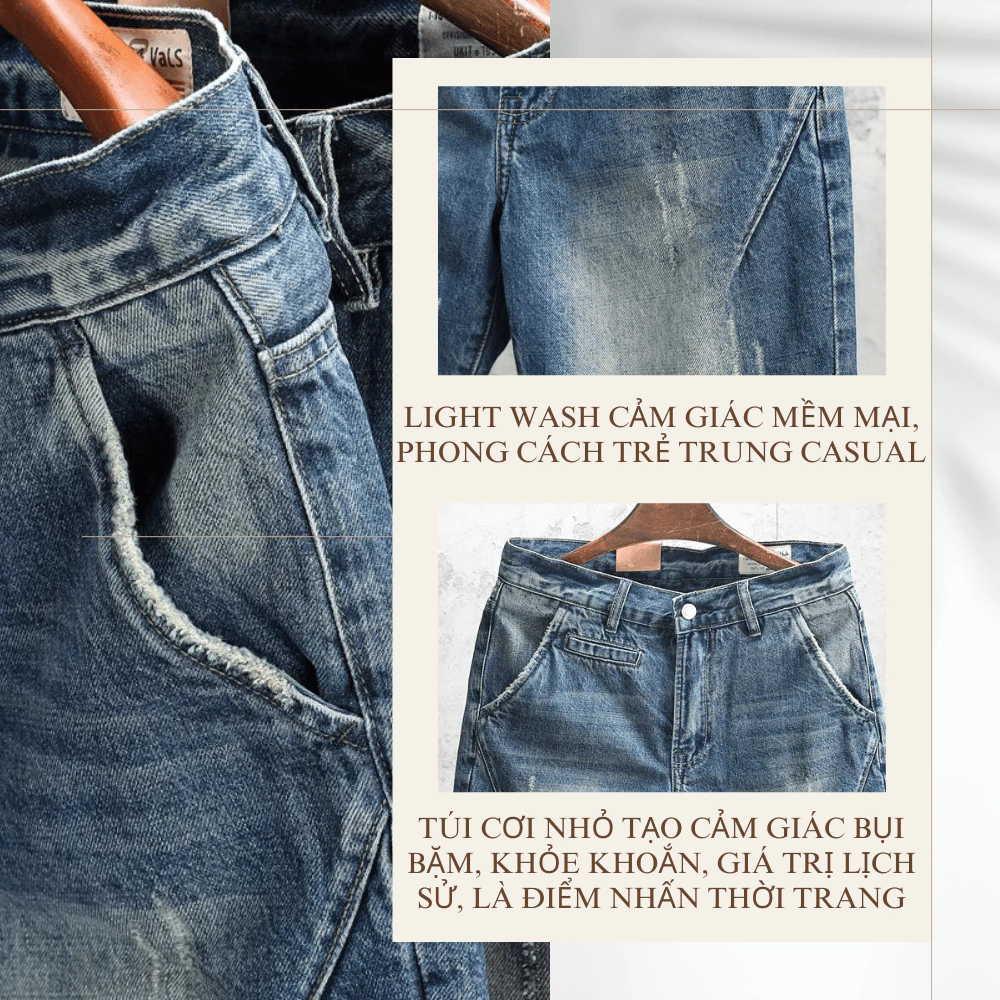 VaLS
LIGHT WASH CẢM GIÁC MỀM MẠI,
PHONG CÁCH TRẺ TRUNG CASUAL
TÚI CƠI NHỎ TẠO CẢM GIÁC BỤI
BẶM, KHỎE KHOẮN, GIÁ TRỊ LỊCH
SỬ, LÀ ĐIỂM NHẤN THỜI TRANG